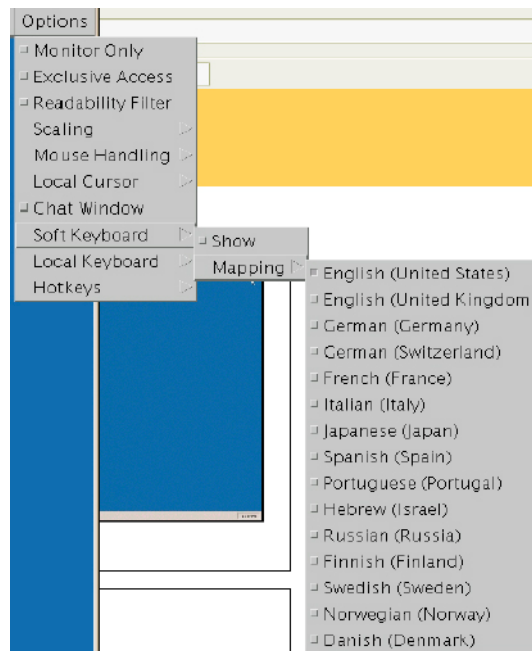 Options
Monitor Only
Exclusive Access
Readability Filter
Scaling
Mouse Handling
Local Cursor
Chat Window
Soft Keyboard
Local Keyboard
Hotkeys
Show
Mapping
English (United States)
English (United Kingdom
German (Germany)
German (Switzerland)
French (France)
Italian (Italy)
Japanese (Japan)
Spanish (Spain)
Portuguese (Portugal)
Hebrew (Israel)
Russian (Russia)
Finnish (Finland)
Swedish (Sweden)
Norwegian (Norway)
Danish (Denmark)